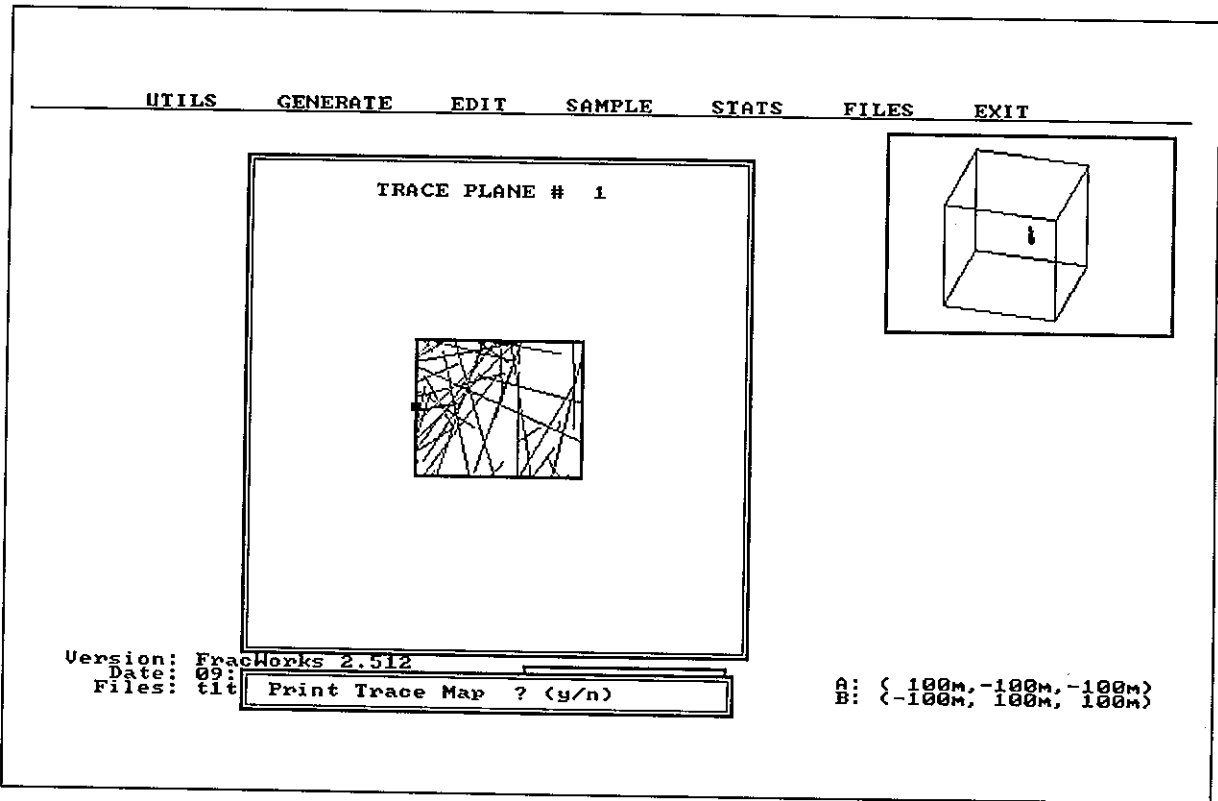 UTILS GENERATE EDIT SAMPLE STATS FILES EXIT
TRACE PLANE # 1
Version: FracWorks 2.512
Date: 09:
Files: t1t
Print Trace Map ? (y/n)
A: ( 100m,-100m,-100m)
B: (-100m, 100m, 100m)